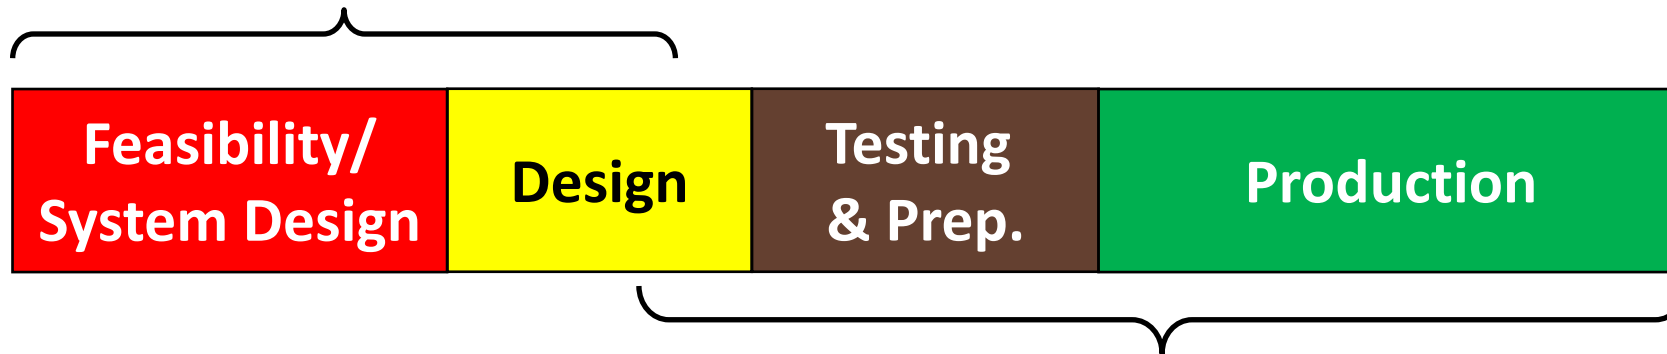 Feasibility/
System Design
Design
Testing
& Prep.
Production